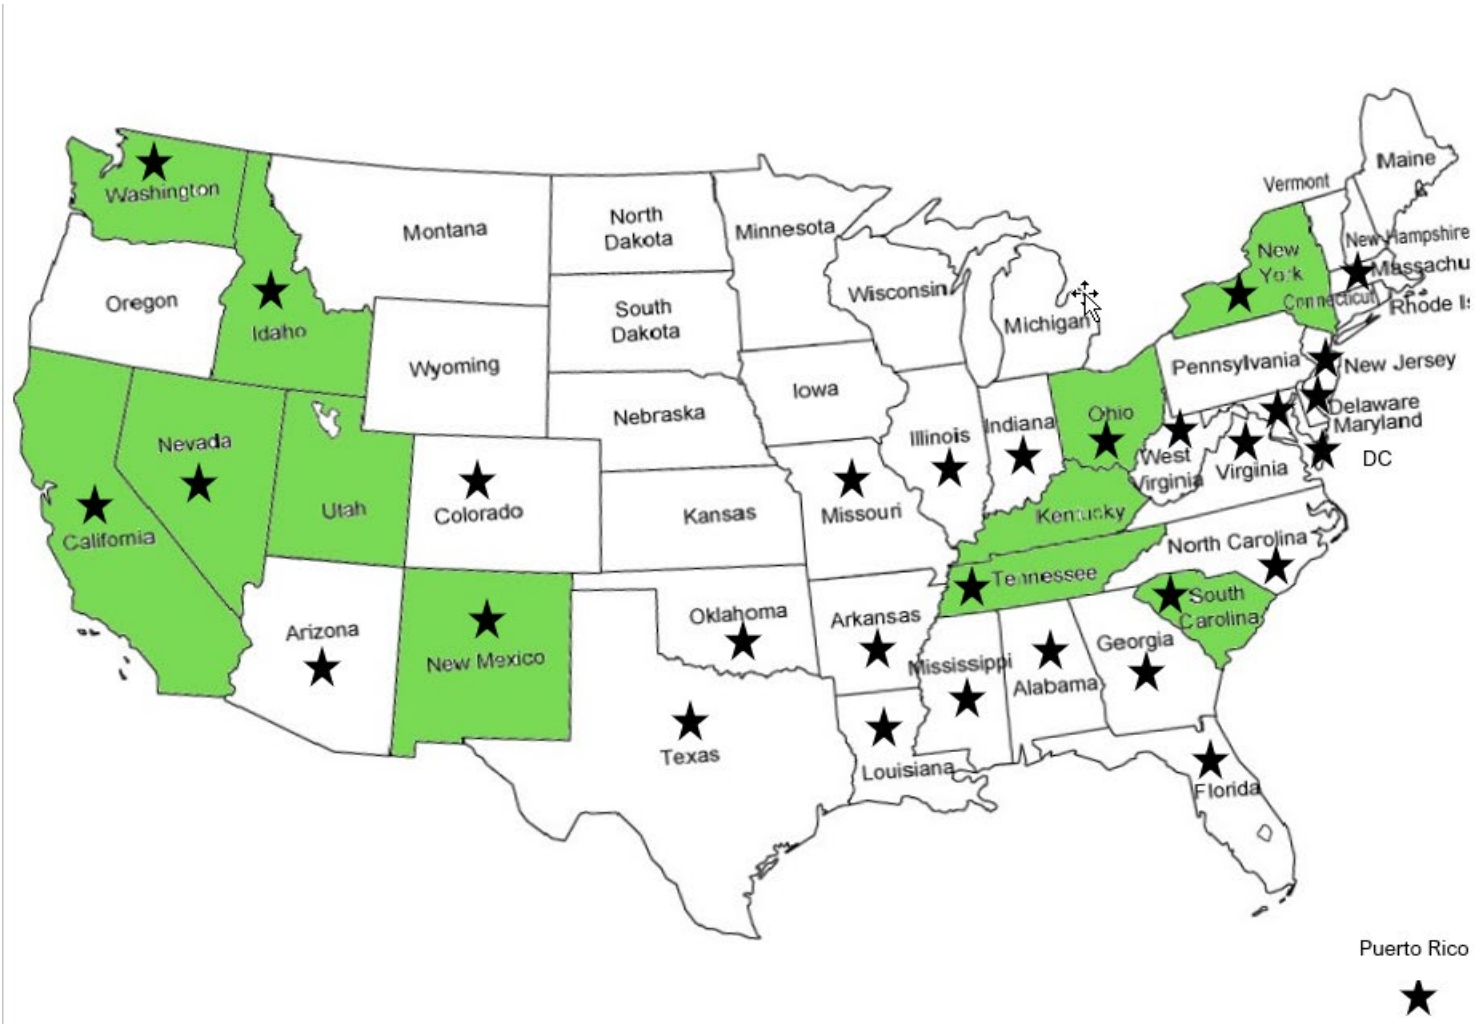 Maine
Vermont
Washington
North
Dakota
Minnesota
Montana
New Hampshire
New
York
Massachu
Oregon
Wisconsin
Connecticut
Rhode Is
South
Dakota
Michigan
Idaho
Wyoming
Pennsylvania
New Jersey
Iowa
Nebraska
Ohio
Delaware
Maryland
Indiana
Illinois
Nevada
West
Virginia
Virginia
DC
Utah
Colorado
Kansas
Missouri
Kentucky
California
North Carolina
Tennessee
South
Carolina
Oklahoma
Arkansas
Arizona
Georgia
New Mexico
Mississippi
Alabama
Texas
Louisiana
Florida
Puerto Rico